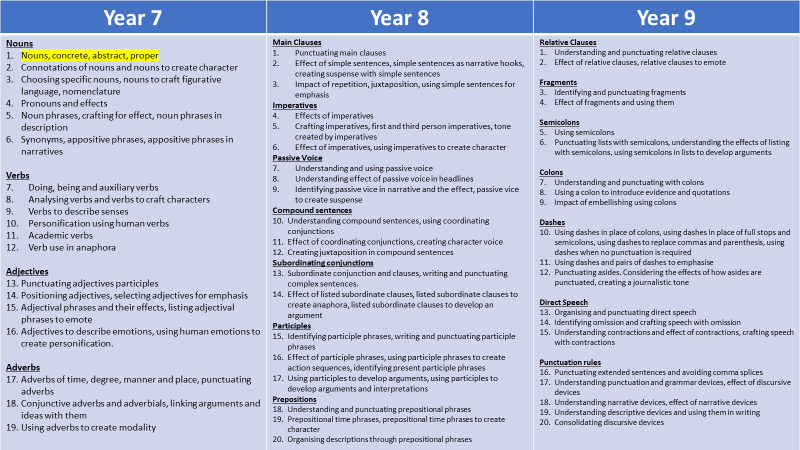 Year 7
Nouns
1. Nouns, concrete, abstract, proper
2. Connotations of nouns and nouns to create character
3. Choosing specific nouns, nouns to craft figurative
language, nomenclature
4. Pronouns and effects
5. Noun phrases, crafting for effect, noun phrases in
description
6. Synonyms, appositive phrases, appositive phrases in
narratives
Verbs
7. Doing, being and auxiliary verbs
8. Analysing verbs and verbs to craft characters
9. Verbs to describe senses
10. Personification using human verbs
11. Academic verbs
12. Verb use in anaphora
Adjectives
13. Punctuating adjectives participles
14. Positioning adjectives, selecting adjectives for emphasis
15. Adjectival phrases and their effects, listing adjectival
phrases to emote
16. Adjectives to describe emotions, using human emotions to
create personification.
Adverbs
17. Adverbs of time, degree, manner and place, punctuating
adverbs
18. Conjunctive adverbs and adverbials, linking arguments and
ideas with them
19. Using adverbs to create modality
Year 8
Main Clauses
1. Punctuating main clauses
2. Effect of simple sentences, simple sentences as narrative hooks,
creating suspense with simple sentences
3. Impact of repetition, juxtaposition, using simple sentences for
emphasis
Imperatives
4. Effects of imperatives
5. Crafting imperatives, first and third person imperatives, tone
created by imperatives
6. Effect of imperatives, using imperatives to create character
Passive Voice
7. Understanding and using passive voice
8. Understanding effect of passive voice in headlines
9. Identifying passive vice in narrative and the effect, passive vice
to create suspense
Compound sentences
10. Understanding compound sentences, using coordinating
conjunctions
11. Effect of coordinating conjunctions, creating character voice
12. Creating juxtaposition in compound sentences
Subordinating conjunctions
13. Subordinate conjunction and clauses, writing and punctuating
complex sentences.
14. Effect of listed subordinate clauses, listed subordinate clauses to
create anaphora, listed subordinate clauses to develop an
argument
Participles
15. Identifying participle phrases, writing and punctuating participle
phrases
16. Effect of participle phrases, using participle phrases to create
action sequences, identifying present participle phrases
17. Using participles to develop arguments, using participles to
develop arguments and interpretations
Prepositions
18. Understanding and punctuating prepositional phrases
19. Prepositional time phrases, prepositional time phrases to create
character
20. Organising descriptions through prepositional phrases
Year 9
Relative Clauses
1. Understanding and punctuating relative clauses
2. Effect of relative clauses, relative clauses to emote
Fragments
3. Identifying and punctuating fragments
4. Effect of fragments and using them
Semicolons
5. Using semicolons
6. Punctuating lists with semicolons, understanding the effects of listing
with semicolons, using semicolons in lists to develop arguments
Colons
7. Understanding and punctuating with colons
8. Using a colon to introduce evidence and quotations
9. Impact of embellishing using colons
Dashes
10. Using dashes in place of colons, using dashes in place of full stops and
semicolons, using dashes to replace commas and parenthesis, using
dashes when no punctuation is required
11. Using dashes and pairs of dashes to emphasise
12. Punctuating asides. Considering the effects of how asides are
punctuated, creating a journalistic tone
Direct Speech
13. Organising and punctuating direct speech
14. Identifying omission and crafting speech with omission
15. Understanding contractions and effect of contractions, crafting speech
with contractions
Punctuation rules
16. Punctuating extended sentences and avoiding comma splices
17. Understanding punctuation and grammar devices, effect of discursive
devices
18. Understanding narrative devices, effect of narrative devices
19. Understanding descriptive devices and using them in writing
20. Consolidating discursive devices